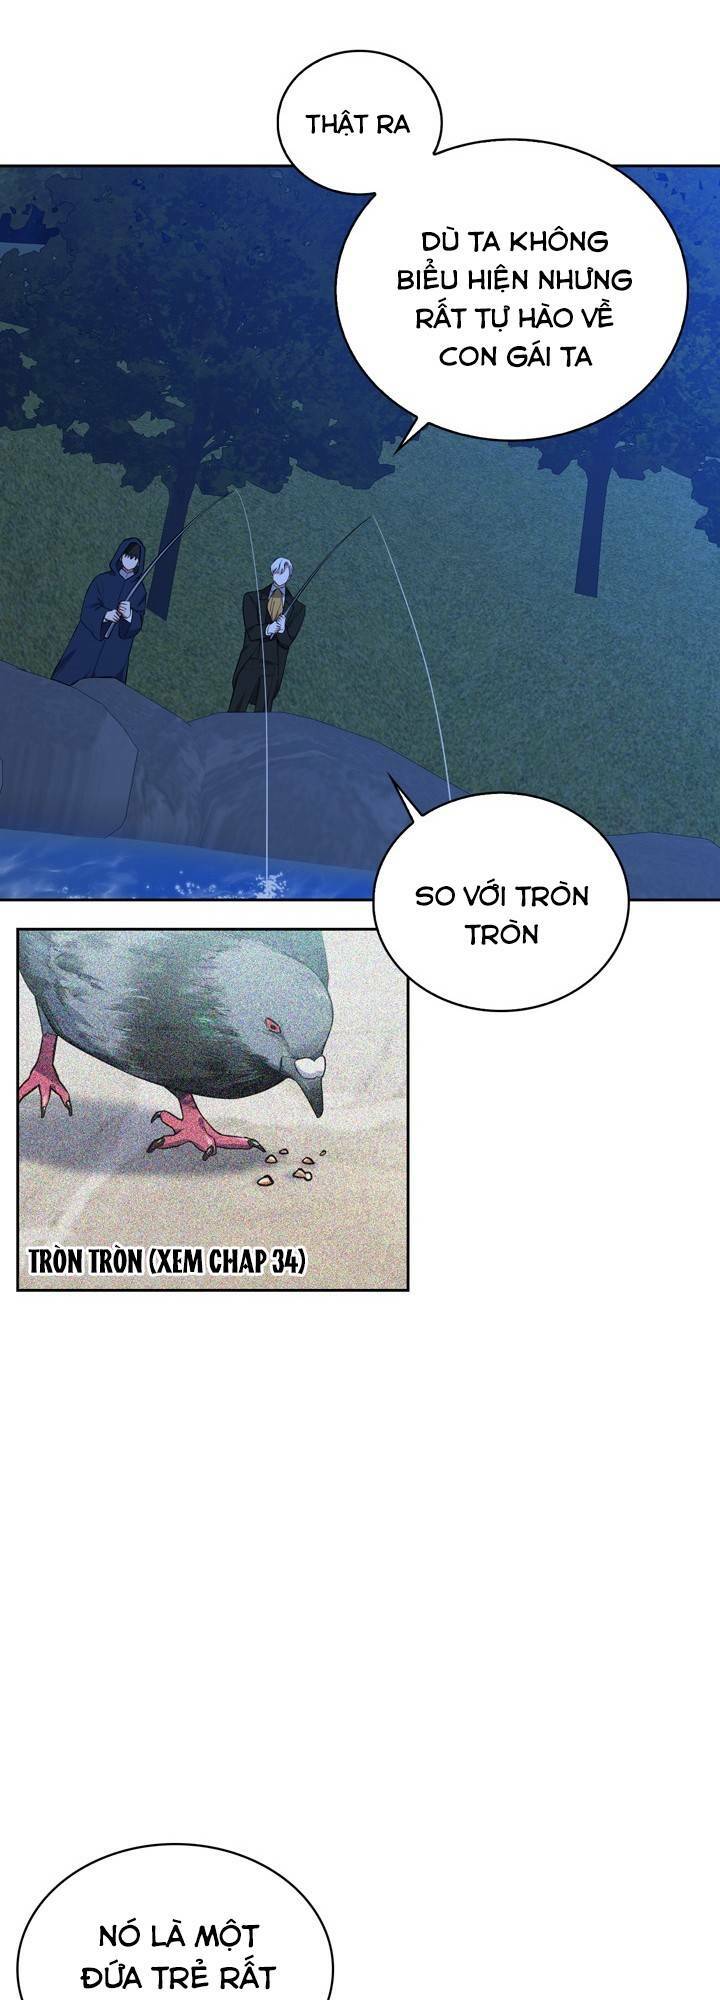 THẬT RA
DÙ TA KHÔNG
BIỂU HIỆN NHƯNG
RẤT TỰ HÀO VỀ
CON GÁI TA
SO VỚI TRÒN
TRÒN
TRÒN TRÒN (XEM CHAP 34)
NÓ LÀ MỘT
ĐỨA TRẺ RẤT